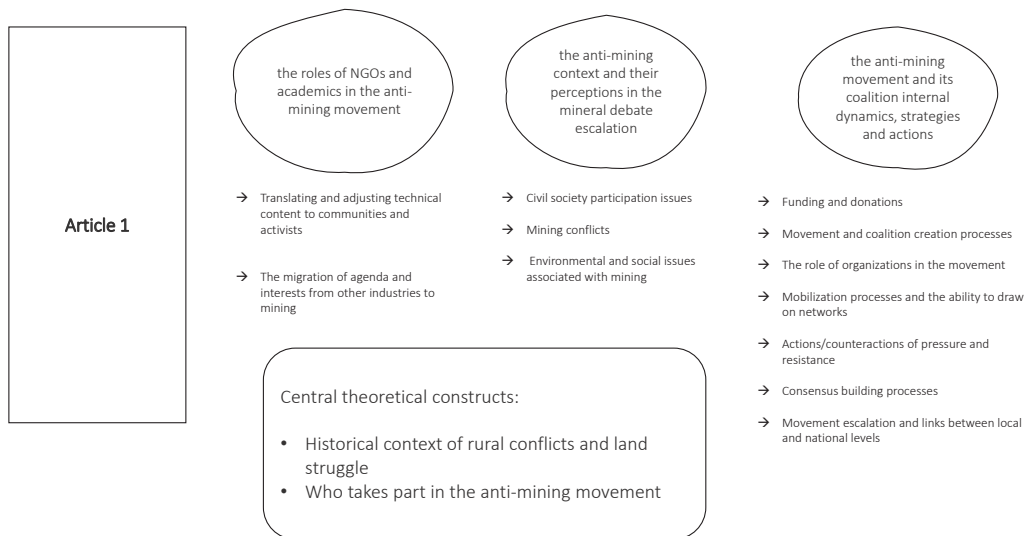 Article 1
the roles of NGOs and
academics in the anti-
mining movement
→ Translating and adjusting technical
content to communities and
activists
→ The migration of agenda and
interests from other industries to
mining
the anti-mining
context and their
perceptions in the
mineral debate
escalation
→ Civil society participation issues
→ Mining conflicts
→ Environmental and social issues
associated with mining
the anti-mining
movement and its
coalition internal
dynamics, strategies
and actions
→ Funding and donations
→ Movement and coalition creation processes
→ The role of organizations in the movement
→ Mobilization processes and the ability to draw
on networks
→ Actions/counteractions of pressure and
resistance
→ Consensus building processes
→ Movement escalation and links between local
and national levels
Central theoretical constructs:
• Historical context of rural conflicts and land
struggle
• Who takes part in the anti-mining movement